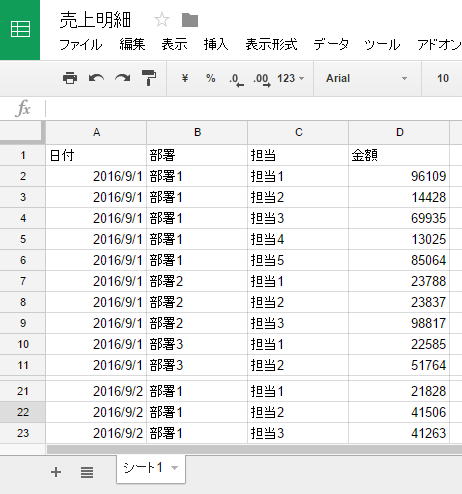 売上明細
ファイル 編集 表示 挿入 表示形式 データ ツール アドオン
¥ % .0 .00 123 Arial 10
fx
A B C D
1 日付 部署 担当 金額
2 2016/9/1 部署1 担当1 96109
3 2016/9/1 部署1 担当2 14428
4 2016/9/1 部署1 担当3 69935
5 2016/9/1 部署1 担当4 13025
6 2016/9/1 部署1 担当5 85064
7 2016/9/1 部署2 担当1 23788
8 2016/9/1 部署2 担当2 23837
9 2016/9/1 部署2 担当3 98817
10 2016/9/1 部署3 担当1 22585
11 2016/9/1 部署3 担当2 51764
21 2016/9/2 部署1 担当1 21828
22 2016/9/2 部署1 担当2 41506
23 2016/9/2 部署1 担当3 41263
シート1